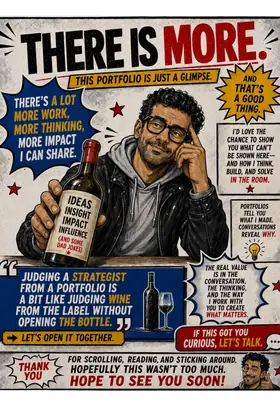 THERE IS MORE.
THIS PORTFOLIO IS JUST A GLIMPSE.
THERE'S A LOT
MORE WORK,
MORE THINKING,
MORE IMPACT
I CAN SHARE.
AND
THAT'S
A GOOD
THING.
I'D LOVE THE
CHANCE TO SHOW
YOU WHAT CAN'T
BE SHOWN HERE—
AND HOW I THINK,
BUILD, AND SOLVE
IN THE ROOM.
IDEAS
INSIGHT
IMPACT
INFLUENCE
(AND SOME
DAD JOKES)
PORTFOLIOS
TELL YOU
WHAT I MADE.
CONVERSATIONS
REVEAL WHY.
“
JUDGING A STRATEGIST
FROM A PORTFOLIO IS
A BIT LIKE JUDGING WINE
FROM THE LABEL WITHOUT
OPENING THE BOTTLE.
”
→ LET'S OPEN IT TOGETHER.
THE REAL
VALUE IS
IN THE
CONVERSATION,
THE THINKING,
AND THE WAY
I WORK WITH
YOU TO CREATE
WHAT MATTERS.
IF THIS GOT YOU
CURIOUS, LET'S TALK.
THANK
YOU
FOR SCROLLING, READING, AND STICKING AROUND.
HOPEFULLY THIS WASN'T TOO MUCH.
HOPE TO SEE YOU SOON!